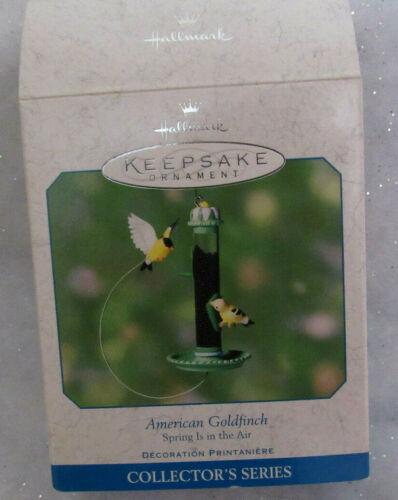 Hallmark
Hallmark
KEEPSAKE
ORNAMENT
American Goldfinch
Spring Is in the Air
DÉCORATION PRINTANIÈRE
COLLECTOR'S SERIES